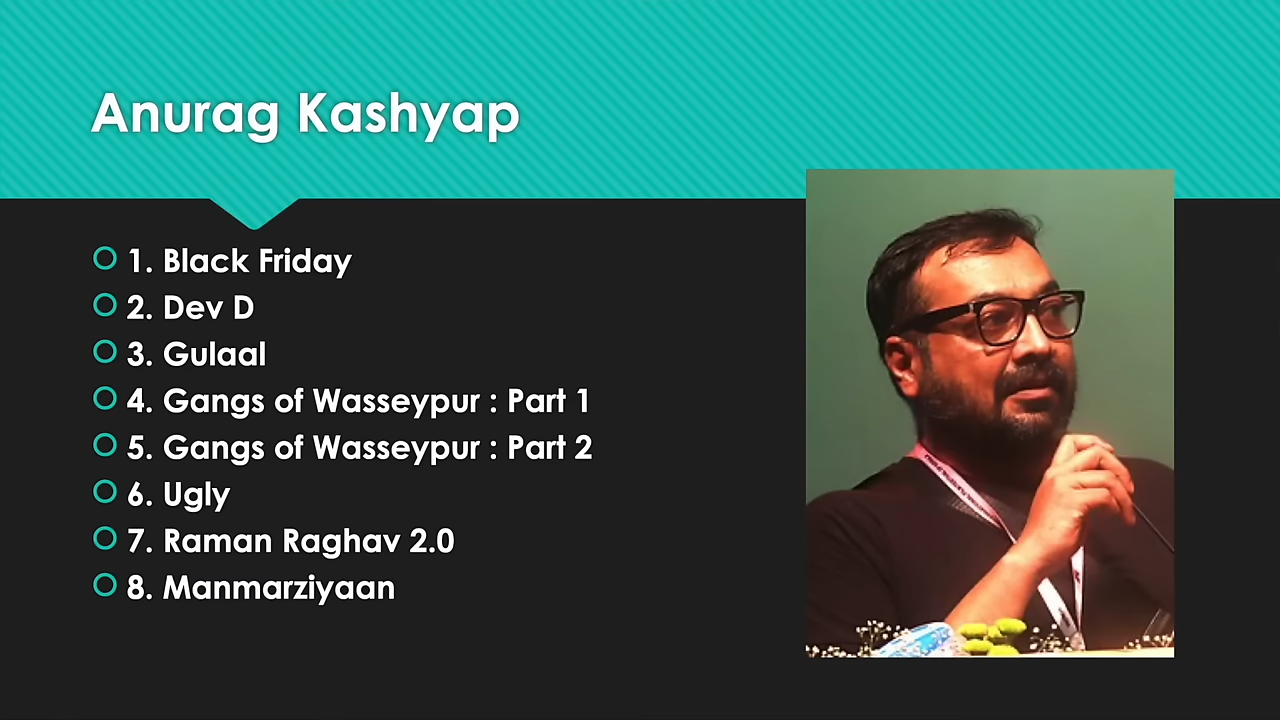 Anurag Kashyap
1. Black Friday
2. Dev D
3. Gulaal
4. Gangs of Wasseypur : Part 1
5. Gangs of Wasseypur : Part 2
6. Ugly
7. Raman Raghav 2.0
8. Manmarziyaan